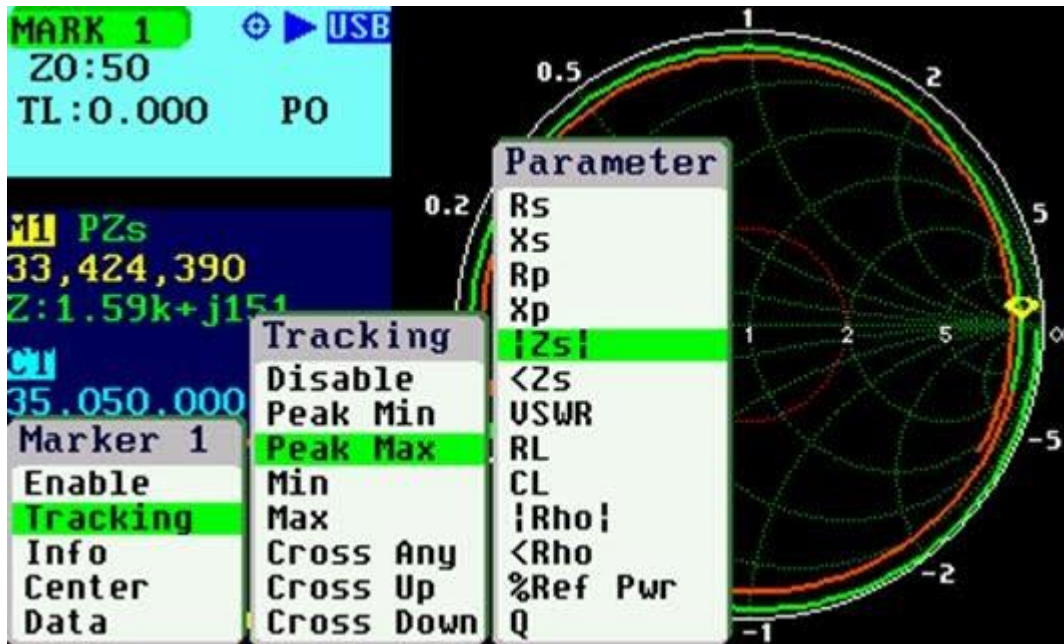 MARK 1 USB
Z0:50
TL:0.000 P0
M1 PZs
33,424,390
Z:1.59k+j151
CT
35.050.000
Marker 1
Enable
Tracking
Info
Center
Data
Tracking
Disable
Peak Min
Peak Max
Min
Max
Cross Any
Cross Up
Cross Down
Parameter
Rs
Xs
Rp
Xp
¦Zs¦
<Zs
VSWR
RL
CL
¦Rho¦
<Rho
%Ref Pwr
Q
0.2
0.5
1
2
5
1
2
5
-5
-2
-1